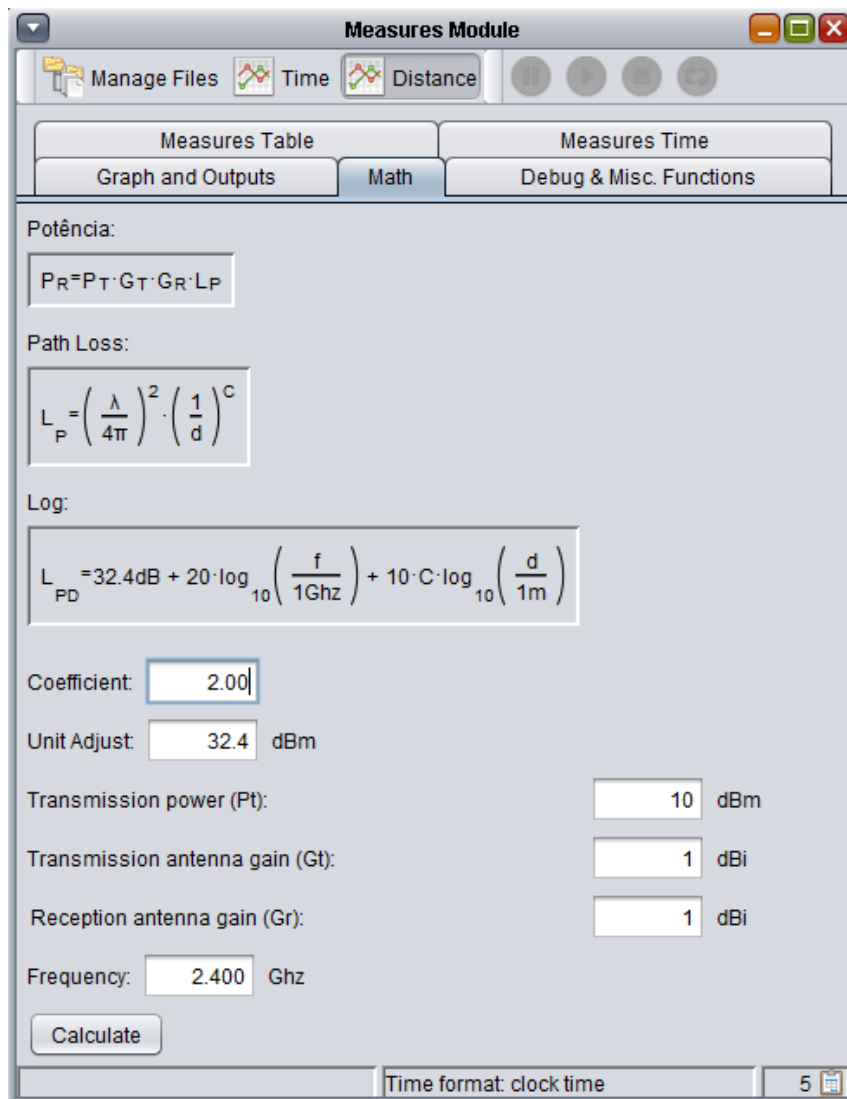 Measures Module
Manage Files Time Distance
Measures Table Measures Time
Graph and Outputs Math Debug & Misc. Functions
Potência:
PR=PT·GT·GR·LP
Path Loss:
LP=(λ/4π)^2·(1/d)^C
Log:
LPD=32.4dB + 20·log10(f/1Ghz) + 10·C·log10(d/1m)
Coefficient: 2.00
Unit Adjust: 32.4 dBm
Transmission power (Pt): 10 dBm
Transmission antenna gain (Gt): 1 dBi
Reception antenna gain (Gr): 1 dBi
Frequency: 2.400 Ghz
Calculate
Time format: clock time 5